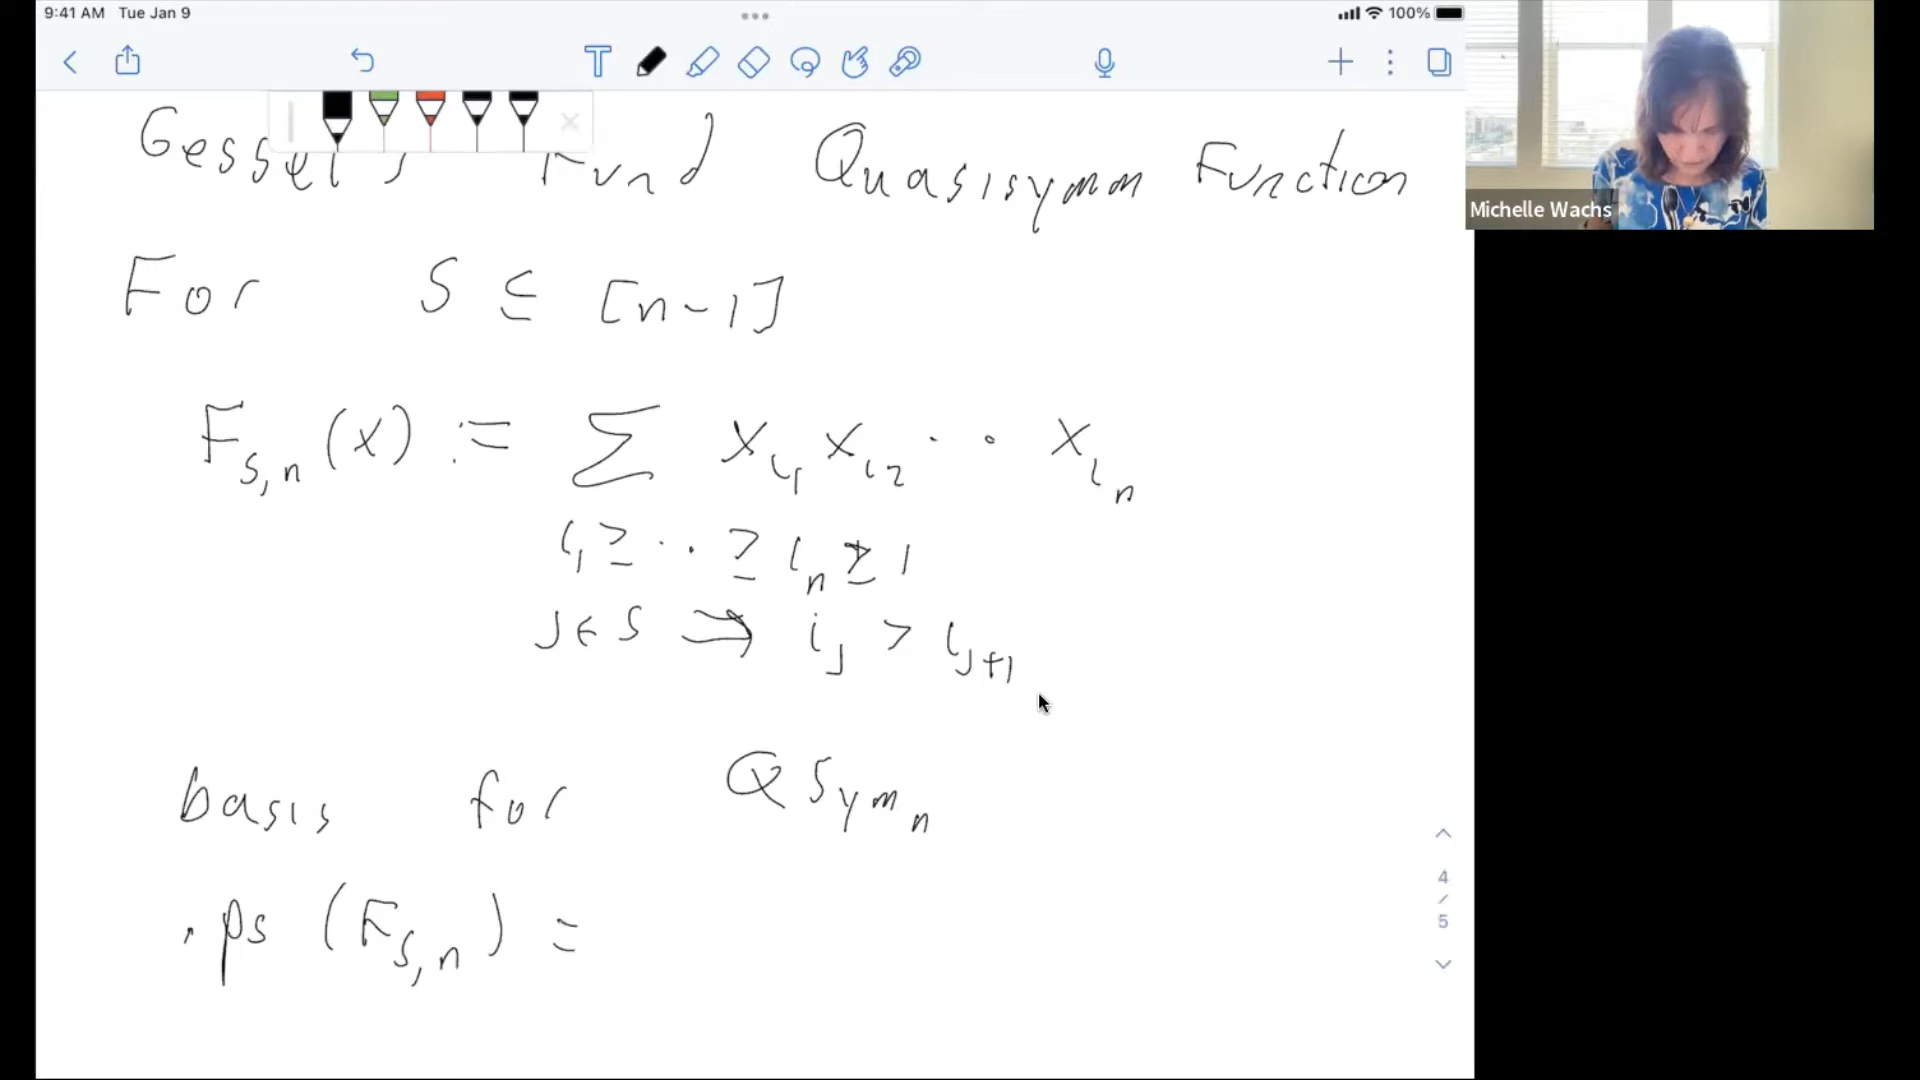 9:41 AM Tue Jan 9
100%
Gessel's Fund Quasisymm Function
Michelle Wachs
For S ⊆ [n-1]
F_{S,n}(x) := Σ x_{i_1} x_{i_2} · · x_{i_n}
i_1 ≥ · · ≥ i_n ≥ 1
j ∈ S ⇒ i_j > i_{j+1}
basis for QSym_n
. ps (F_{S,n}) =
4
/
5